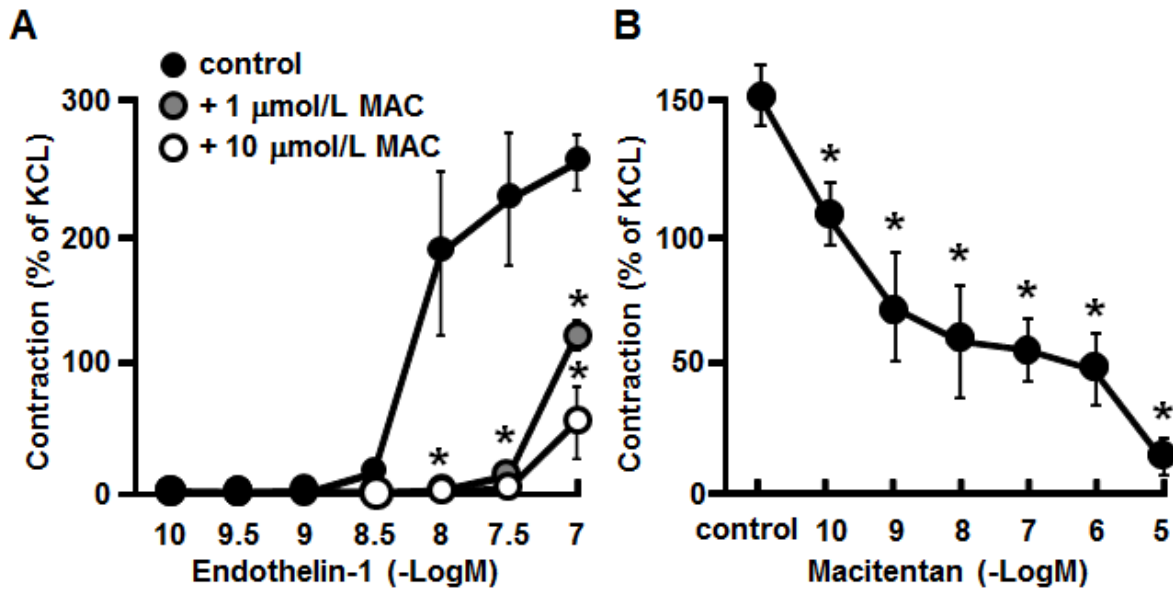 A
control
+ 1 μmol/L MAC
+ 10 μmol/L MAC
Contraction (% of KCL)
300
200
100
0
*
*
*
*
10 9.5 9 8.5 8 7.5 7
Endothelin-1 (-LogM)
B
Contraction (% of KCL)
150
100
50
0
*
*
*
*
*
*
control 10 9 8 7 6 5
Macitentan (-LogM)